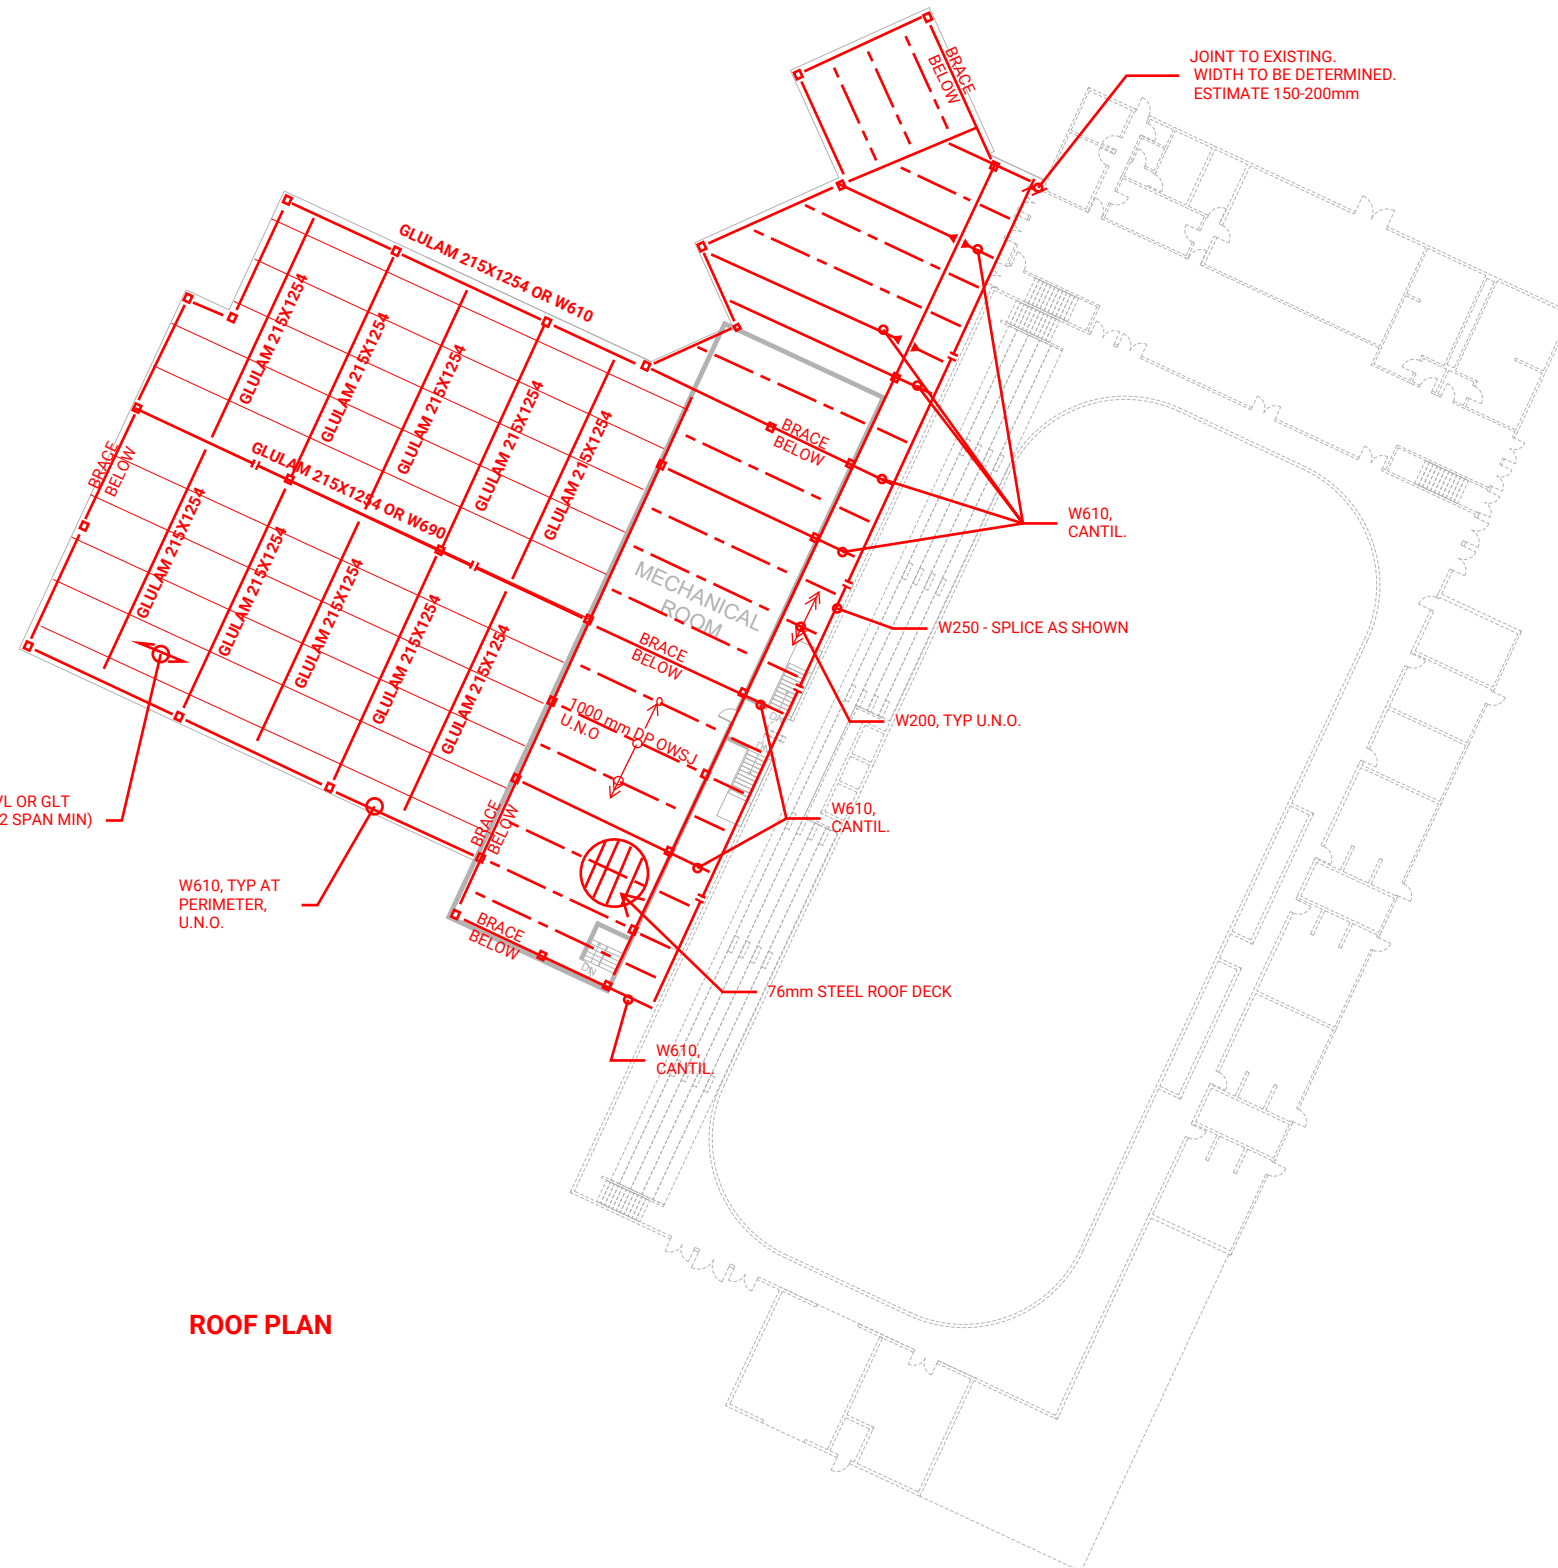 JOINT TO EXISTING.
WIDTH TO BE DETERMINED.
ESTIMATE 150-200mm
BRACE
BELOW
GLULAM 215X1254 OR W610
GLULAM 215X1254
GLULAM 215X1254
GLULAM 215X1254
GLULAM 215X1254
GLULAM 215X1254
BRACE
BELOW
GLULAM 215X1254 OR W690
BRACE
BELOW
GLULAM 215X1254
GLULAM 215X1254
GLULAM 215X1254
GLULAM 215X1254
GLULAM 215X1254
W610,
CANTIL.
MECHANICAL
ROOM
W250 - SPLICE AS SHOWN
BRACE
BELOW
W200, TYP U.N.O.
1000 mm DP OWSJ
U.N.O
OR GLT
SPAN MIN)
W610,
CANTIL.
BRACE
BELOW
W610, TYP AT
PERIMETER,
U.N.O.
BRACE
BELOW
DN
76mm STEEL ROOF DECK
W610,
CANTIL.
ROOF PLAN